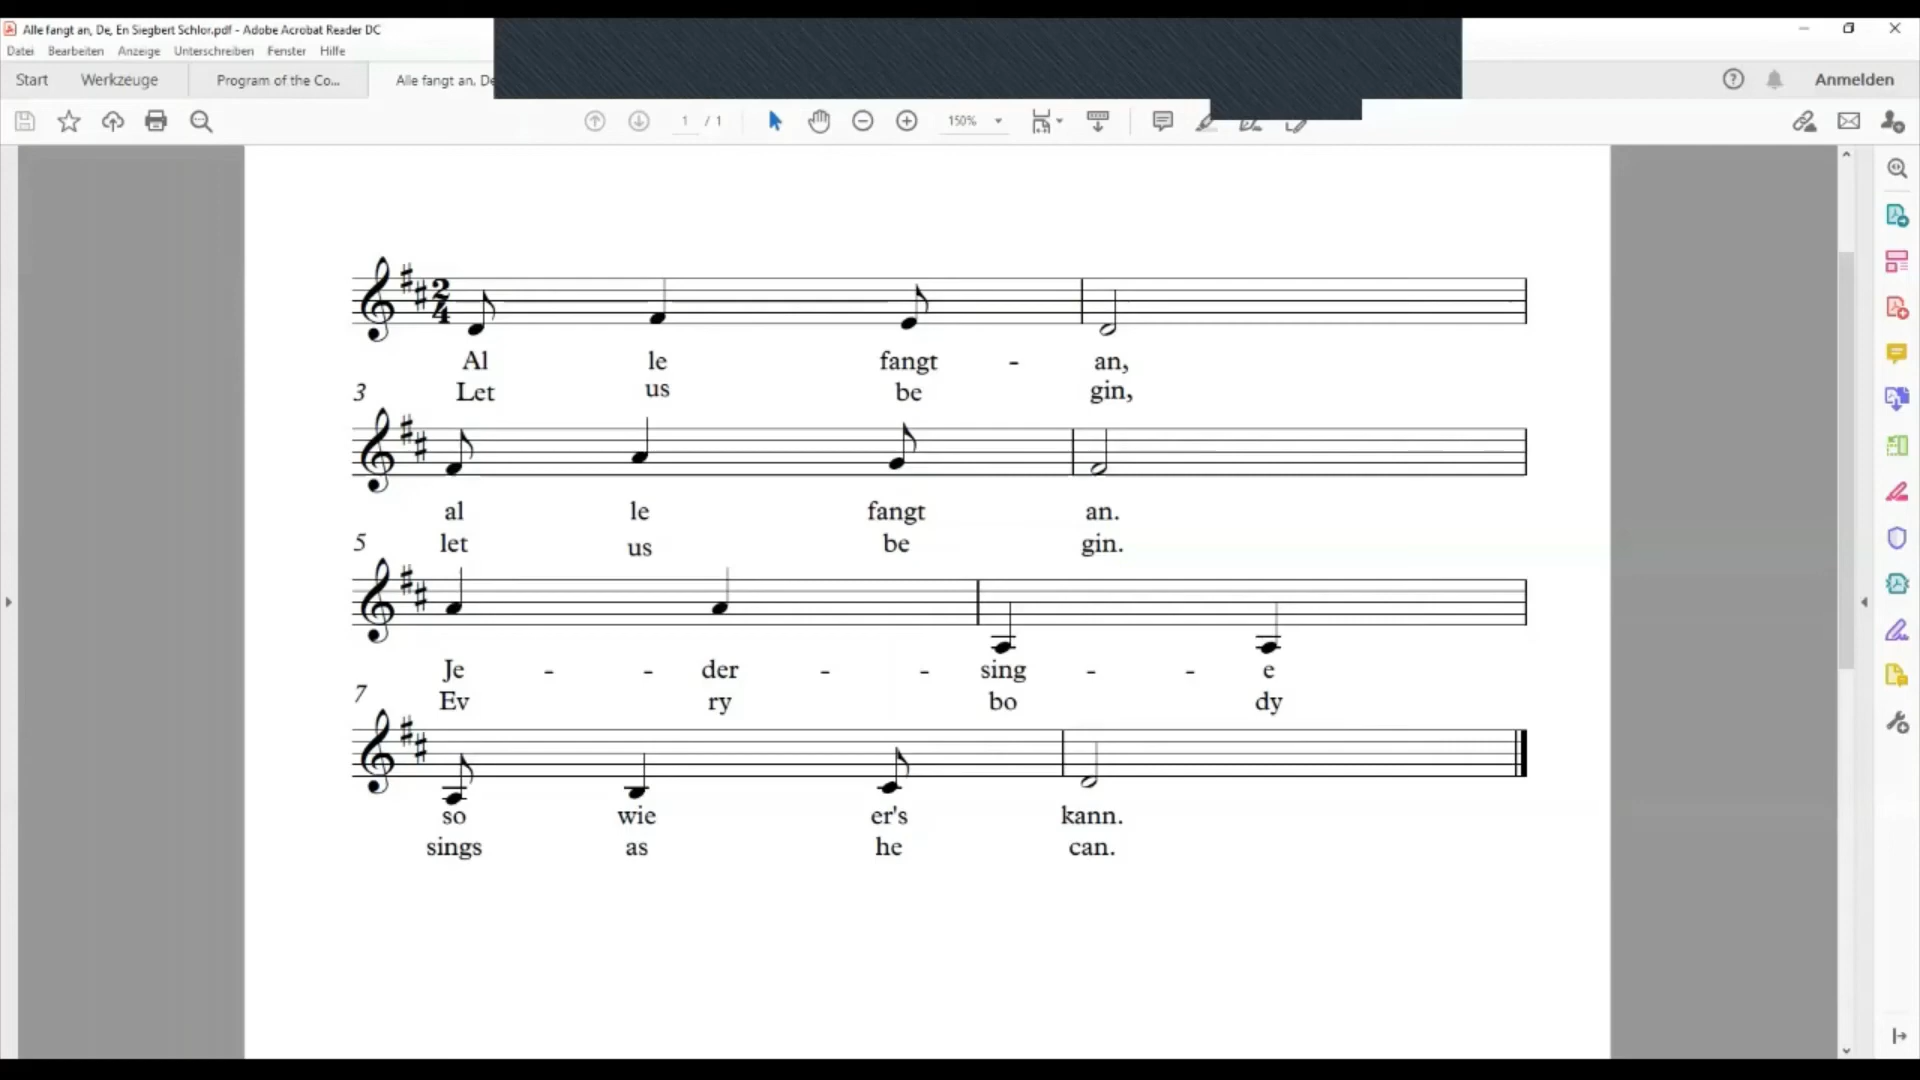 Alle fangt an, De, En Siegbert Schlor.pdf - Adobe Acrobat Reader DC
Datei Bearbeiten Anzeige Unterschreiben Fenster Hilfe
Start Werkzeuge Program of the Co... Alle fangt an, De Anmelden
1 / 1 150%
2
4
Al le fangt - an,
3 Let us be gin,
al le fangt an.
5 let us be gin.
Je - - der - - sing - - e
7 Ev ry bo dy
so wie er's kann.
sings as he can.